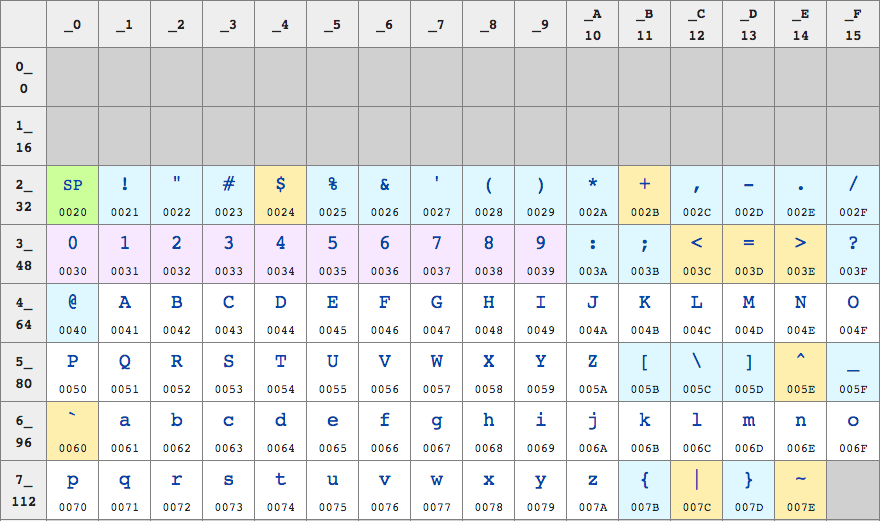 _0 _1 _2 _3 _4 _5 _6 _7 _8 _9 _A _B _C _D _E _F
10 11 12 13 14 15
0_
0
1_
16
2_ SP ! " # $ % & ' ( ) * + , - . /
32 0020 0021 0022 0023 0024 0025 0026 0027 0028 0029 002A 002B 002C 002D 002E 002F
3_ 0 1 2 3 4 5 6 7 8 9 : ; < = > ?
48 0030 0031 0032 0033 0034 0035 0036 0037 0038 0039 003A 003B 003C 003D 003E 003F
4_ @ A B C D E F G H I J K L M N O
64 0040 0041 0042 0043 0044 0045 0046 0047 0048 0049 004A 004B 004C 004D 004E 004F
5_ P Q R S T U V W X Y Z [ \ ] ^ _
80 0050 0051 0052 0053 0054 0055 0056 0057 0058 0059 005A 005B 005C 005D 005E 005F
6_ ` a b c d e f g h i j k l m n o
96 0060 0061 0062 0063 0064 0065 0066 0067 0068 0069 006A 006B 006C 006D 006E 006F
7_ p q r s t u v w x y z { | } ~
112 0070 0071 0072 0073 0074 0075 0076 0077 0078 0079 007A 007B 007C 007D 007E